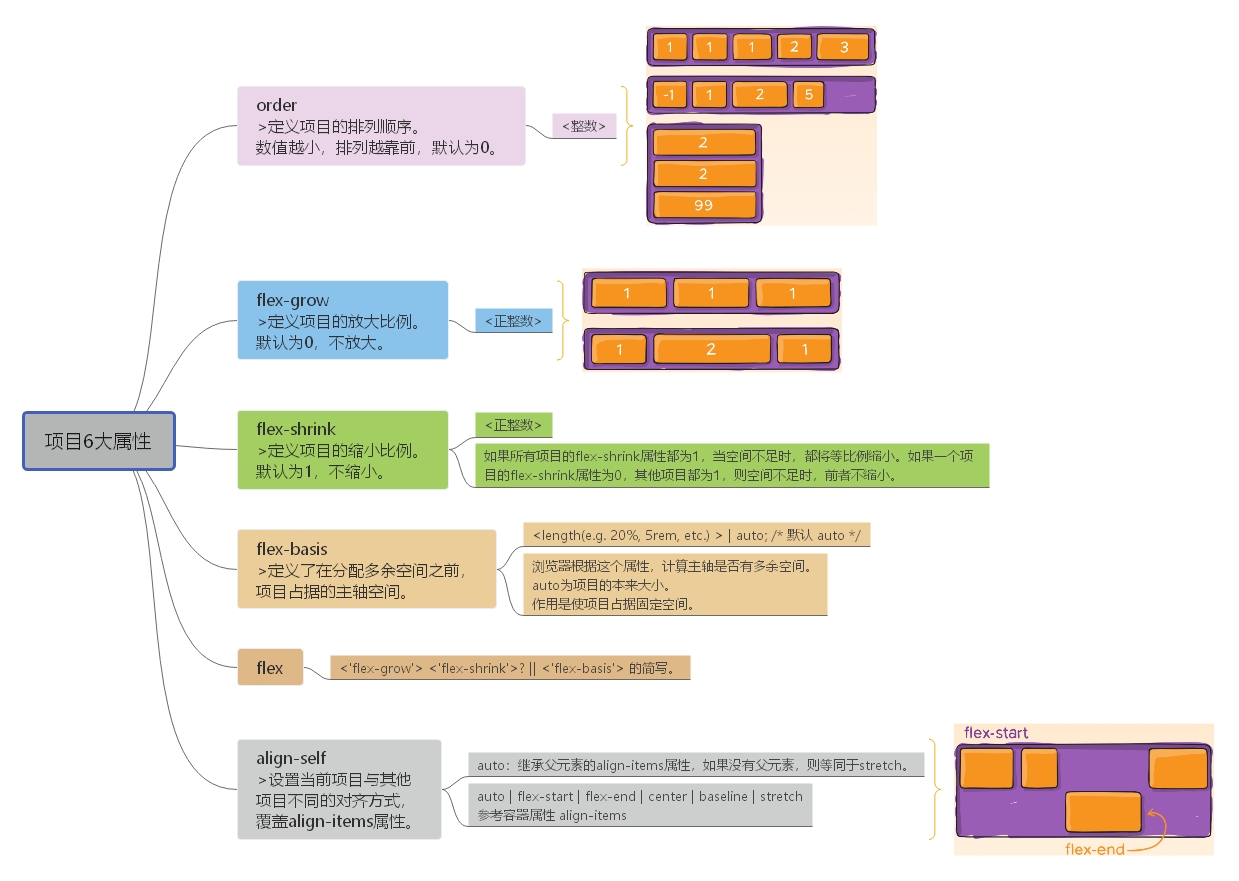 项目6大属性
order
>定义项目的排列顺序。
数值越小，排列越靠前，默认为0。
<整数>
1 1 1 2 3
-1 1 2 5
2
2
99
flex-grow
>定义项目的放大比例。
默认为0，不放大。
<正整数>
1 1 1
1 2 1
flex-shrink
>定义项目的缩小比例。
默认为1，不缩小。
<正整数>
如果所有项目的flex-shrink属性都为1，当空间不足时，都将等比例缩小。如果一个项
目的flex-shrink属性为0，其他项目都为1，则空间不足时，前者不缩小。
flex-basis
>定义了在分配多余空间之前，
项目占据的主轴空间。
<length(e.g. 20%, 5rem, etc.) > | auto; /* 默认 auto */
浏览器根据这个属性，计算主轴是否有多余空间。
auto为项目的本来大小。
作用是使项目占据固定空间。
flex
<'flex-grow'> <'flex-shrink'>? || <'flex-basis'> 的简写。
align-self
>设置当前项目与其他
项目不同的对齐方式，
覆盖align-items属性。
auto：继承父元素的align-items属性，如果没有父元素，则等同于stretch。
auto | flex-start | flex-end | center | baseline | stretch
参考容器属性 align-items
flex-start
flex-end